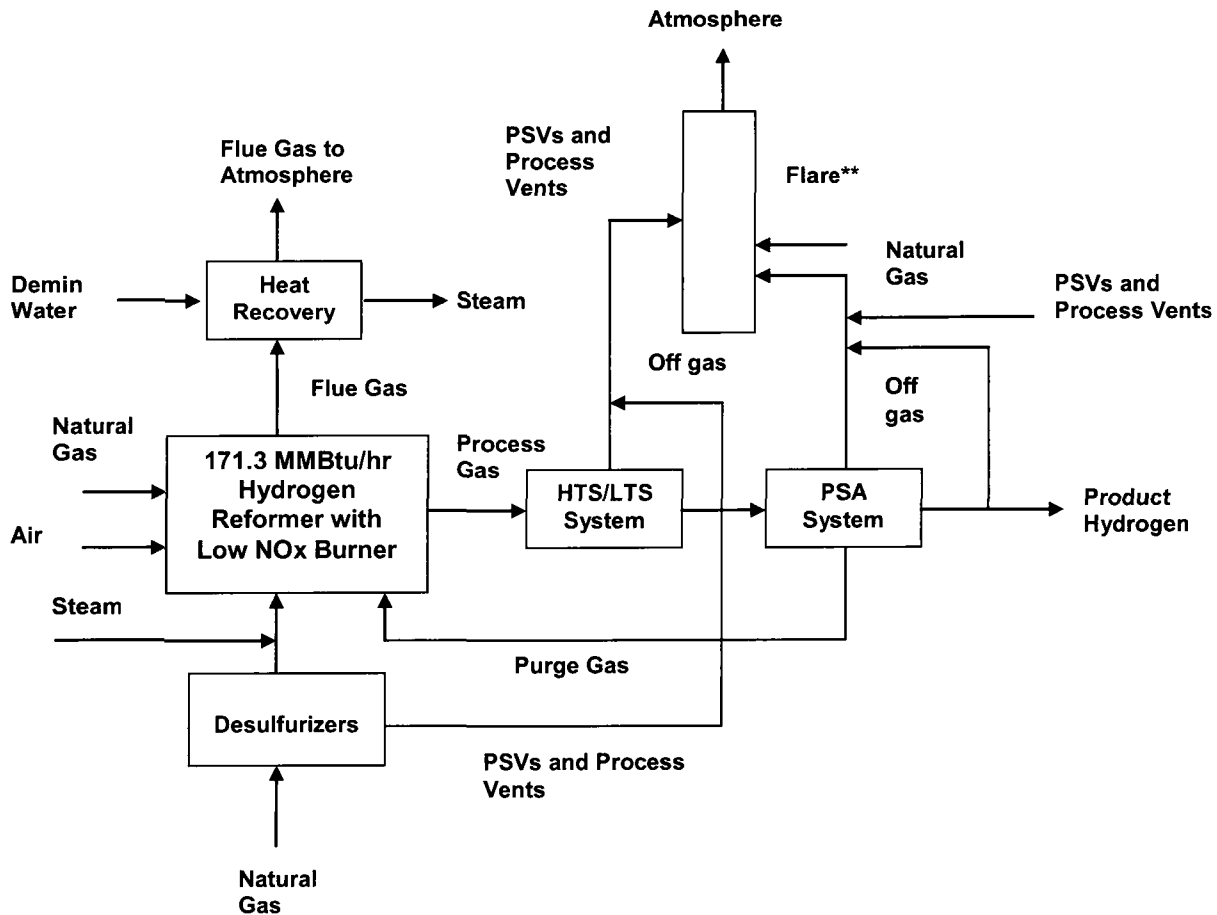 Atmosphere
PSVs and
Process
Vents
Flue Gas to
Atmosphere
Flare**
Natural
Gas
Demin
Water
Heat
Recovery
Steam
PSVs and
Process Vents
Off gas
Flue Gas
Off
gas
Natural
Gas
Process
Gas
171.3 MMBtu/hr
Hydrogen
Reformer with
Low NOx Burner
HTS/LTS
System
PSA
System
Product
Hydrogen
Air
Steam
Purge Gas
Desulfurizers
PSVs and Process
Vents
Natural
Gas